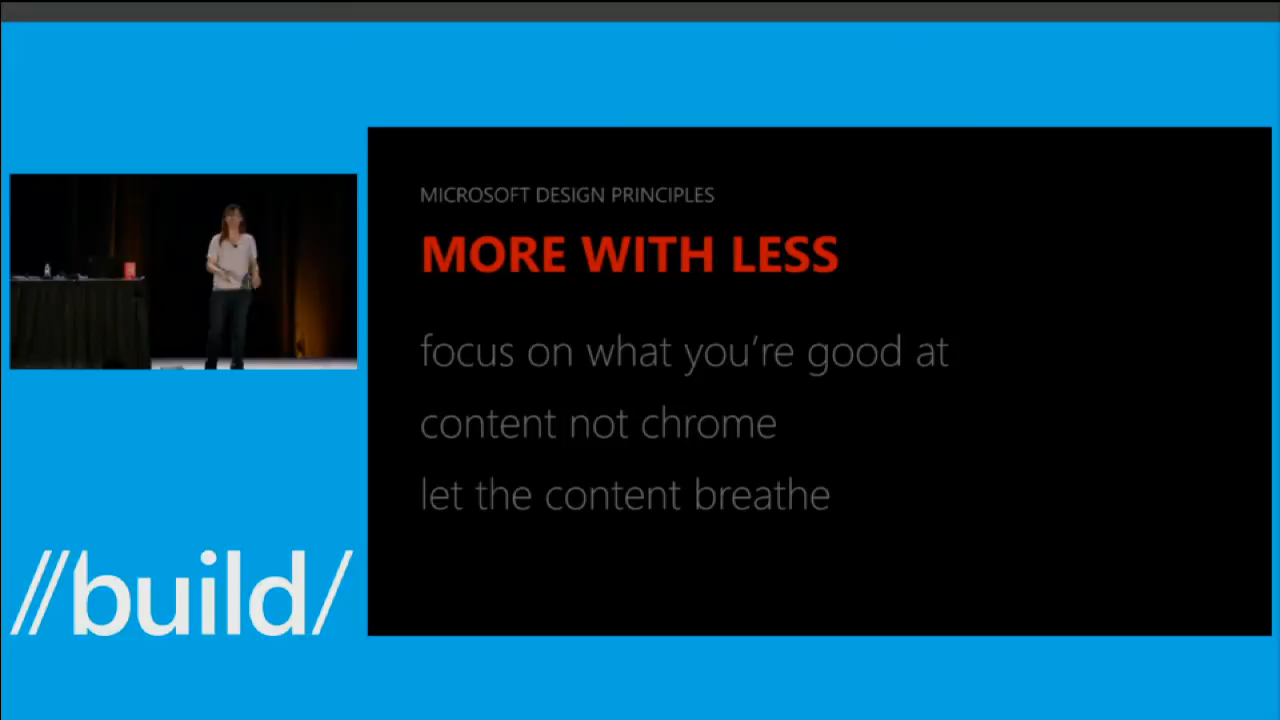 MICROSOFT DESIGN PRINCIPLES
MORE WITH LESS
focus on what you're good at
content not chrome
let the content breathe
//build/